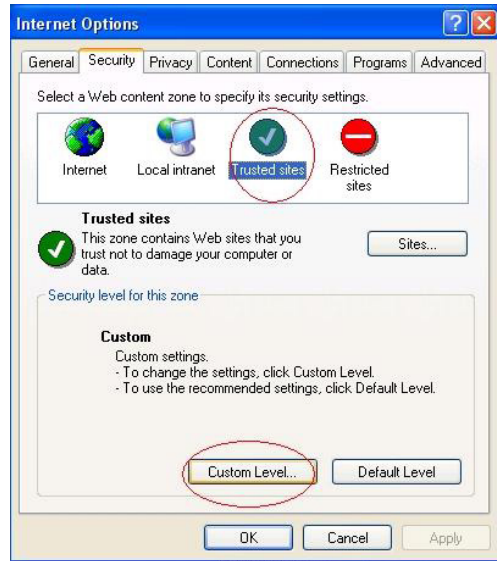 Internet Options
General Security Privacy Content Connections Programs Advanced
Select a Web content zone to specify its security settings.
Internet Local intranet Trusted sites Restricted
sites
Trusted sites
This zone contains Web sites that you
trust not to damage your computer or
data.
Sites...
Security level for this zone
Custom
Custom settings.
- To change the settings, click Custom Level.
- To use the recommended settings, click Default Level.
Custom Level... Default Level
OK Cancel Apply